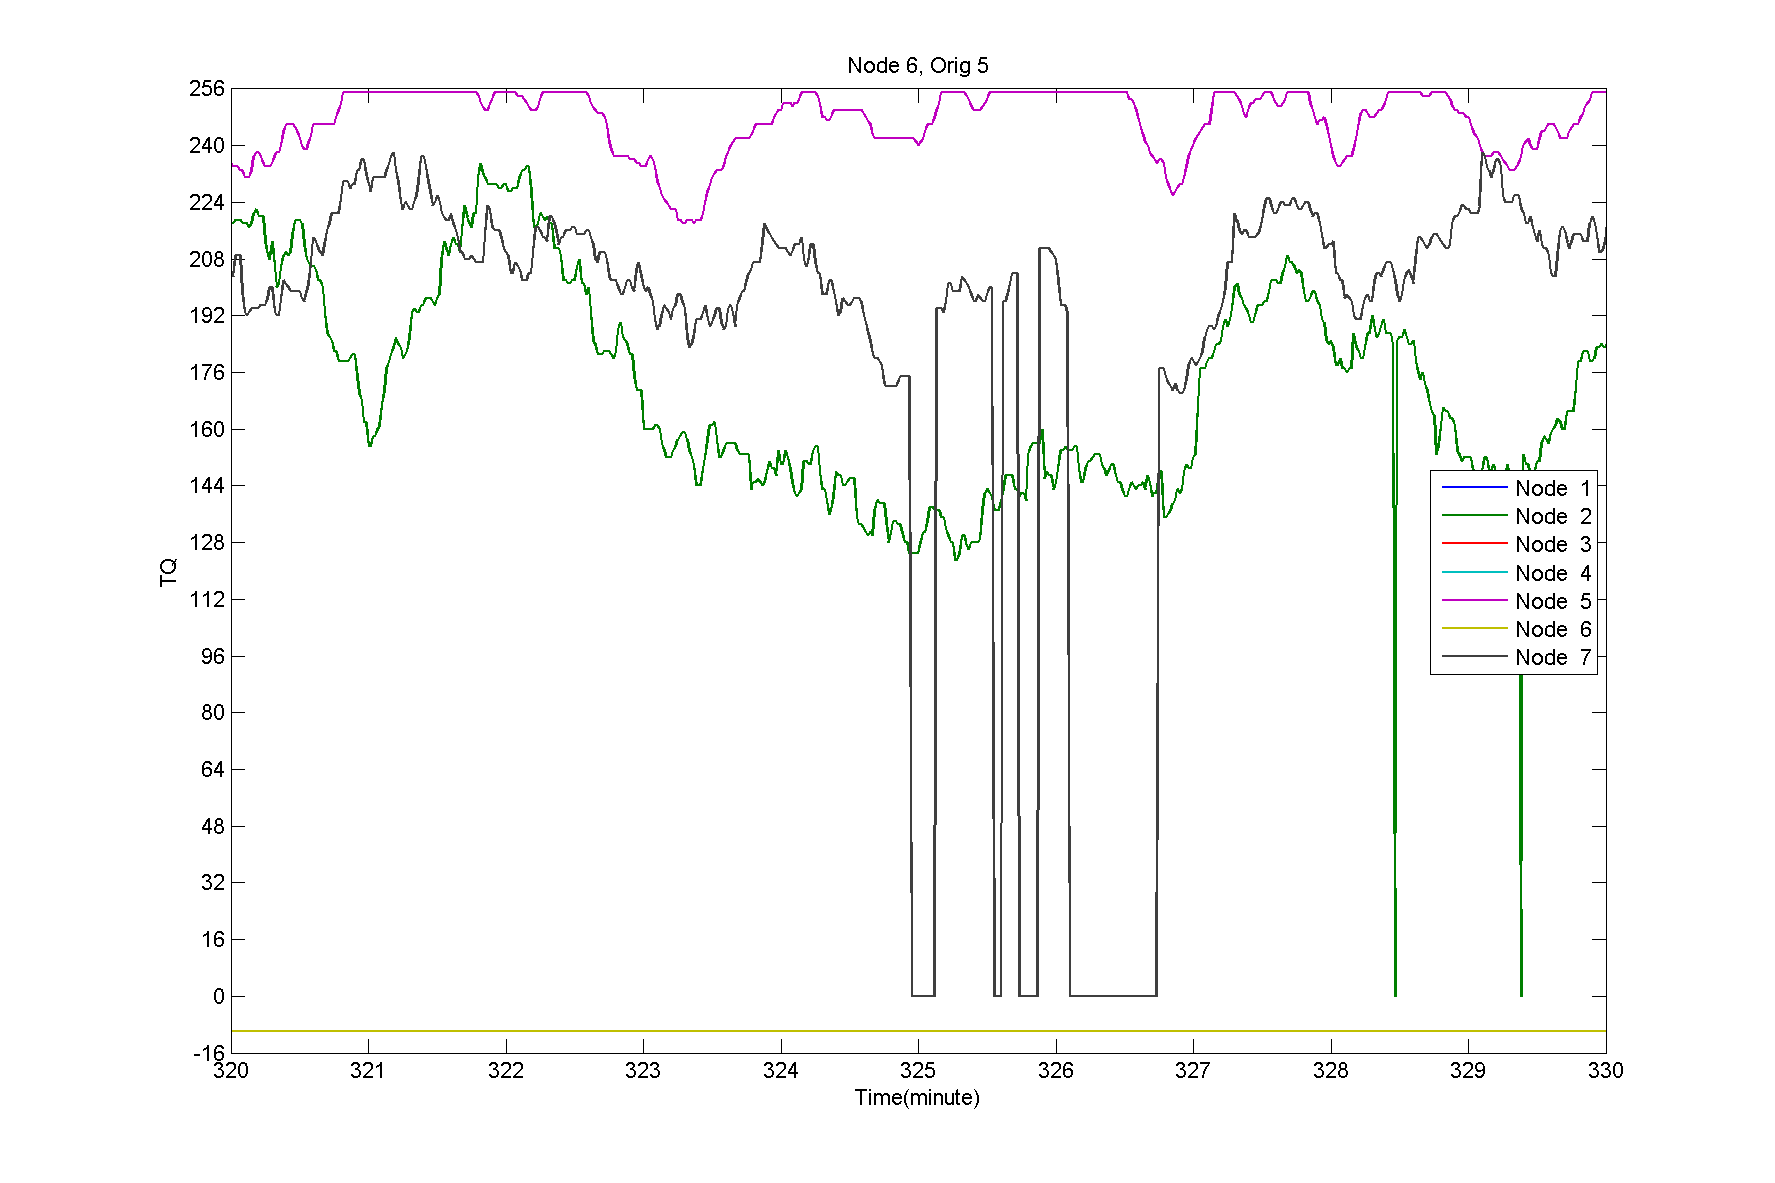 Node 6, Orig 5
256
240
224
208
192
176
160
144
128
112
96
80
64
48
32
16
0
-16
TQ
Node 1
Node 2
Node 3
Node 4
Node 5
Node 6
Node 7
320 321 322 323 324 325 326 327 328 329 330
Time(minute)